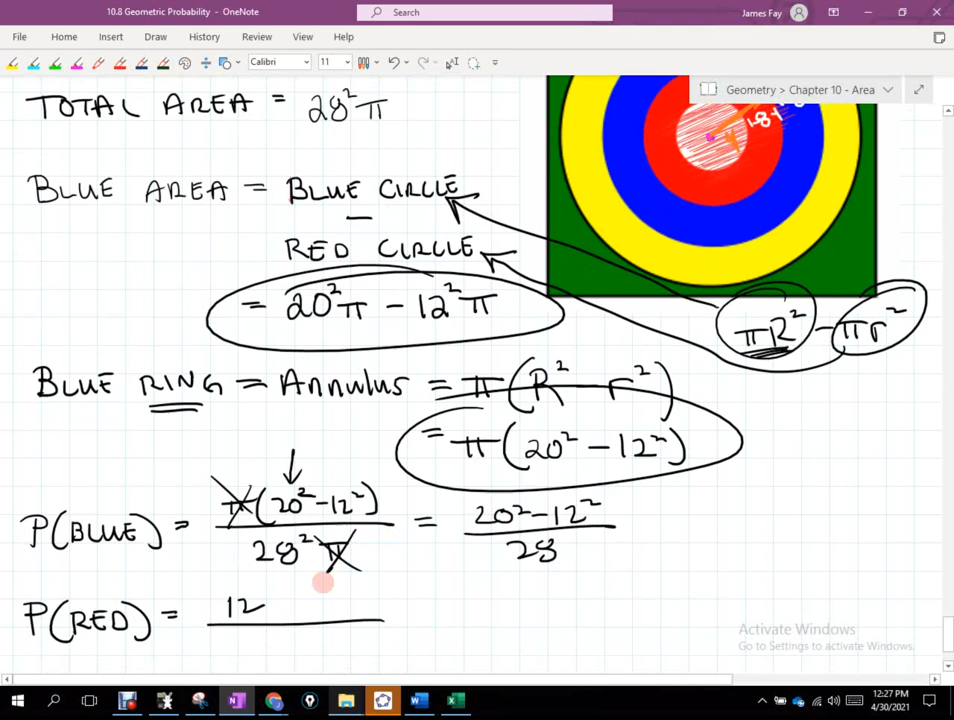 10.8 Geometric Probability - OneNote
Search
James Fay
File Home Insert Draw History Review View Help
Calibri 11
Geometry > Chapter 10 - Area
TOTAL AREA = 28²π
8
BLUE AREA = BLUE CIRCLE
—
RED CIRCLE
= 20²π - 12²π
πR² - πr²
BLUE RING = Annulus = π(R² r²)
= π(20² - 12²)
P(BLUE) = π(20² - 12²) / 28²π = 20² - 12² / 28
P(RED) = 12
Activate Windows
Go to Settings to activate Windows.
12:27 PM
4/30/2021